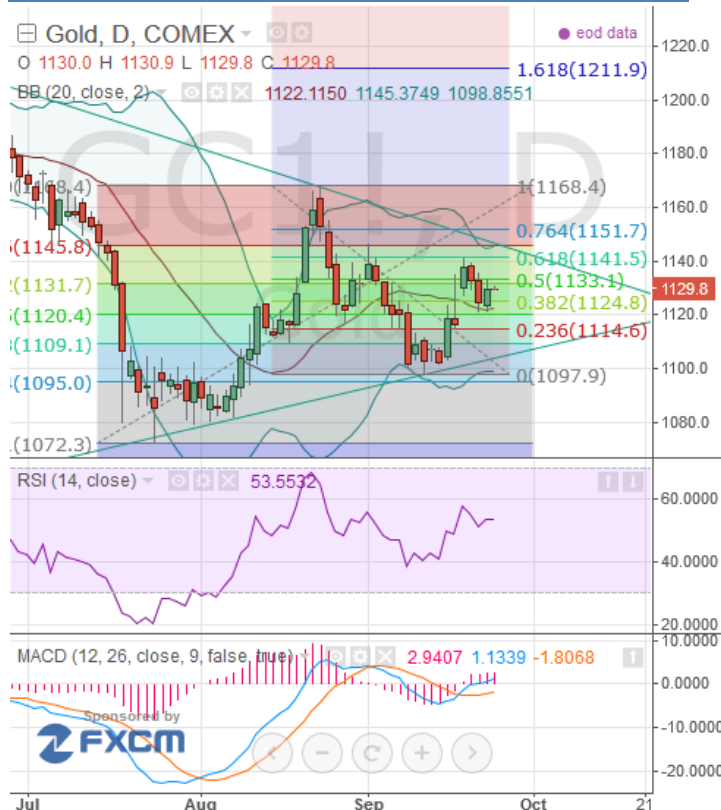 Gold, D, COMEX
eod data
O 1130.0 H 1130.9 L 1129.8 C 1129.8
BB (20, close, 2) 1122.1150 1145.3749 1098.8551
GC1!, D
Gold
1.618(1211.9)
0(1168.4)
1(1168.4)
0.764(1151.7)
1145.8)
0.618(1141.5)
1131.7)
0.5(1133.1)
0.382(1124.8)
1120.4)
0.236(1114.6)
1109.1)
1095.0)
0(1097.9)
1(1072.3)
1220.0
1200.0
1180.0
1160.0
1140.0
1129.8
1120.0
1100.0
1080.0
RSI (14, close) 53.5532
60.0000
40.0000
20.0000
MACD (12, 26, close, 9, false, true) 2.9407 1.1339 -1.8068
10.0000
0.0000
-10.0000
-20.0000
Sponsored by
FXCM
Jul Aug Sep Oct 21